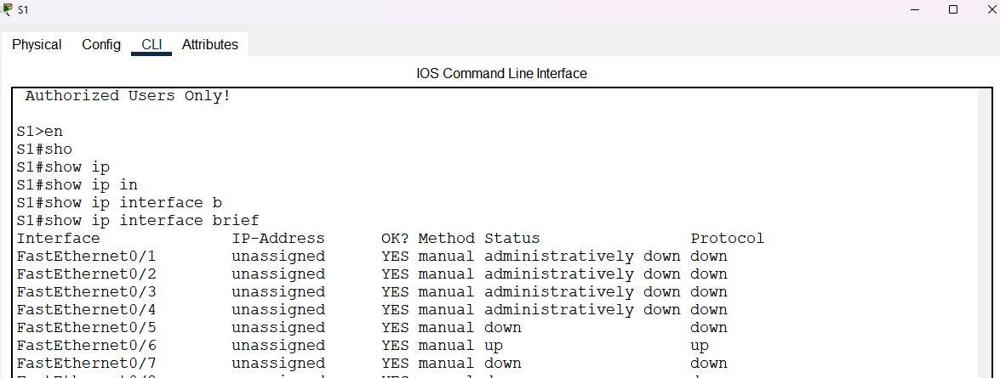 S1
Physical Config CLI Attributes
IOS Command Line Interface
Authorized Users Only!
S1>en
S1#sho
S1#show ip
S1#show ip in
S1#show ip interface b
S1#show ip interface brief
Interface IP-Address OK? Method Status Protocol
FastEthernet0/1 unassigned YES manual administratively down down
FastEthernet0/2 unassigned YES manual administratively down down
FastEthernet0/3 unassigned YES manual administratively down down
FastEthernet0/4 unassigned YES manual administratively down down
FastEthernet0/5 unassigned YES manual down down
FastEthernet0/6 unassigned YES manual up up
FastEthernet0/7 unassigned YES manual down down